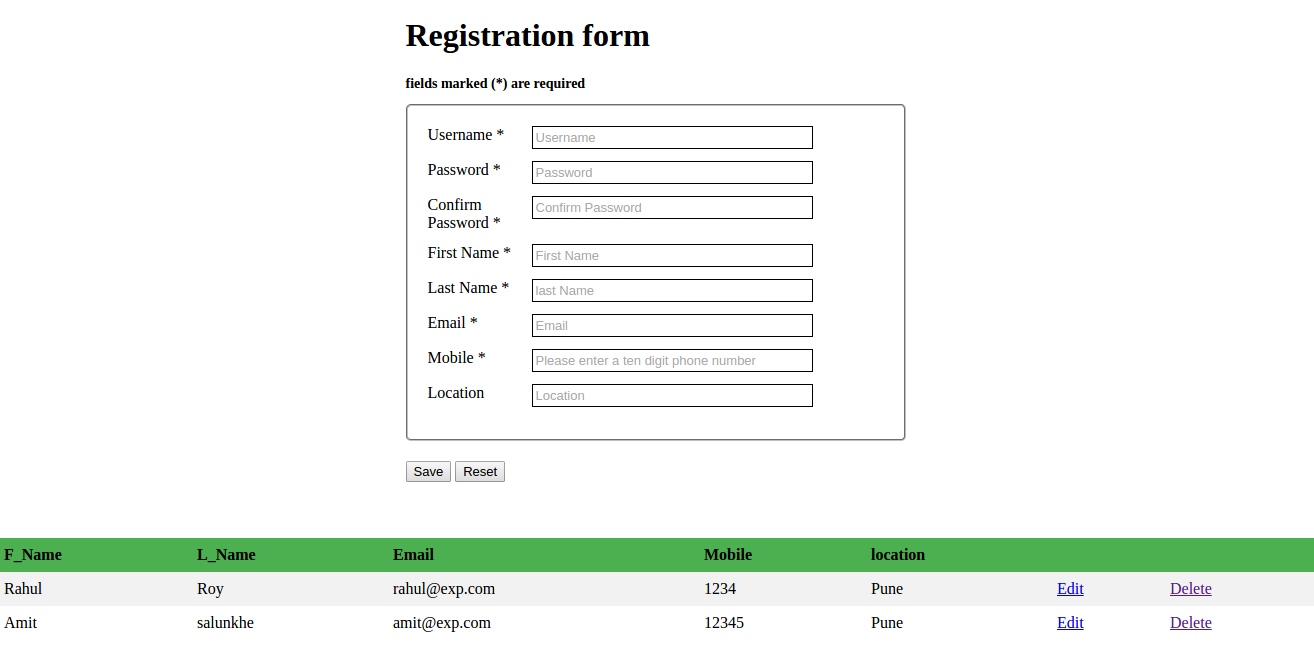 Registration form
fields marked (*) are required
Username * Username
Password * Password
Confirm Password * Confirm Password
First Name * First Name
Last Name * last Name
Email * Email
Mobile * Please enter a ten digit phone number
Location Location
Save Reset
F_Name L_Name Email Mobile location
Rahul Roy rahul@exp.com 1234 Pune Edit Delete
Amit salunkhe amit@exp.com 12345 Pune Edit Delete